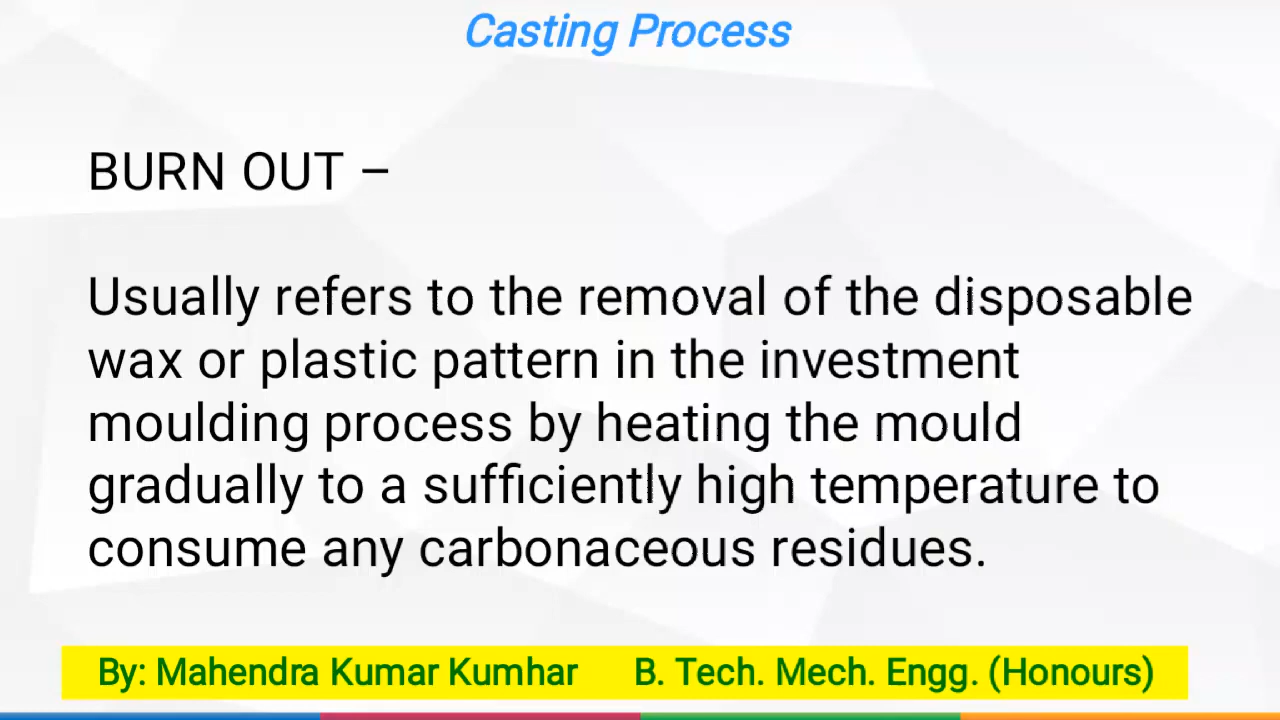 Casting Process
BURN OUT –
Usually refers to the removal of the disposable
wax or plastic pattern in the investment
moulding process by heating the mould
gradually to a sufficiently high temperature to
consume any carbonaceous residues.
By: Mahendra Kumar Kumhar B. Tech. Mech. Engg. (Honours)